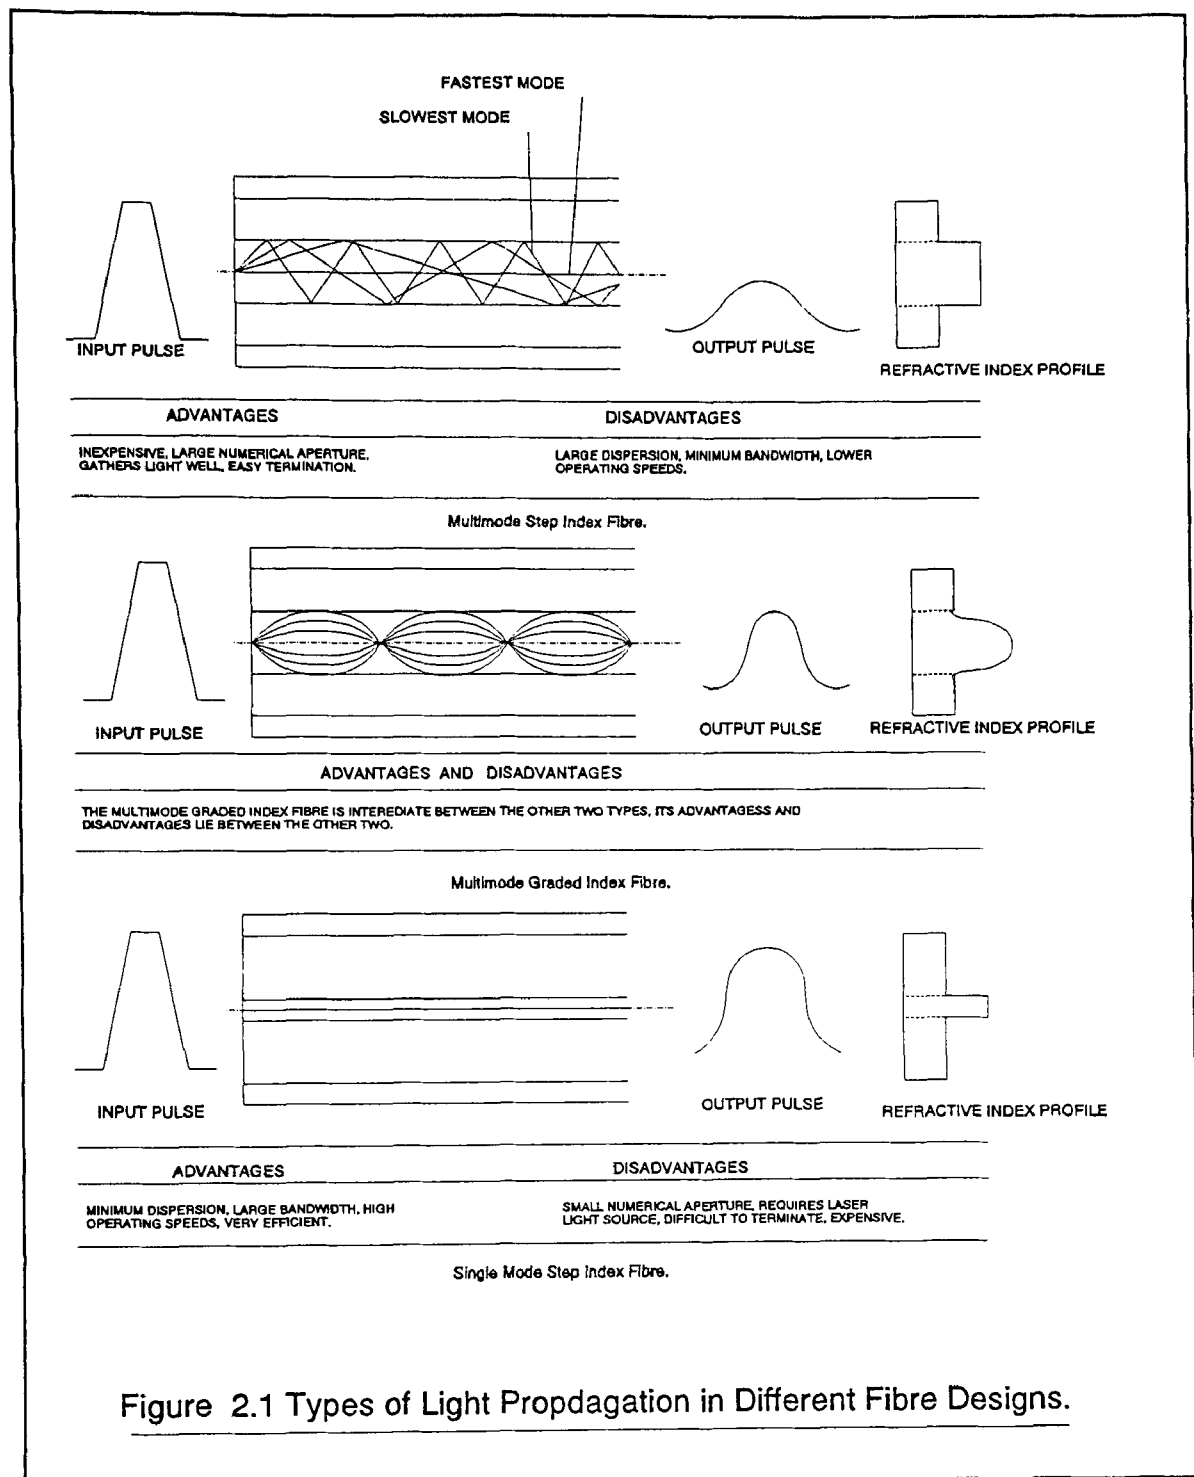 FASTEST MODE
SLOWEST MODE
INPUT PULSE
OUTPUT PULSE
REFRACTIVE INDEX PROFILE
ADVANTAGES
DISADVANTAGES
INEXPENSIVE, LARGE NUMERICAL APERTURE,
GATHERS LIGHT WELL, EASY TERMINATION.
LARGE DISPERSION, MINIMUM BANDWIDTH, LOWER
OPERATING SPEEDS.
Multimode Step Index Fibre.
INPUT PULSE
OUTPUT PULSE
REFRACTIVE INDEX PROFILE
ADVANTAGES AND DISADVANTAGES
THE MULTIMODE GRADED INDEX FIBRE IS INTEREDIATE BETWEEN THE OTHER TWO TYPES, ITS ADVANTAGESS AND
DISADVANTAGES LIE BETWEEN THE OTHER TWO.
Multimode Graded Index Fibre.
INPUT PULSE
OUTPUT PULSE
REFRACTIVE INDEX PROFILE
ADVANTAGES
DISADVANTAGES
MINIMUM DISPERSION, LARGE BANDWIDTH, HIGH
OPERATING SPEEDS, VERY EFFICIENT.
SMALL NUMERICAL APERTURE, REQUIRES LASER
LIGHT SOURCE, DIFFICULT TO TERMINATE, EXPENSIVE.
Single Mode Step Index Fibre.
Figure 2.1 Types of Light Propdagation in Different Fibre Designs.